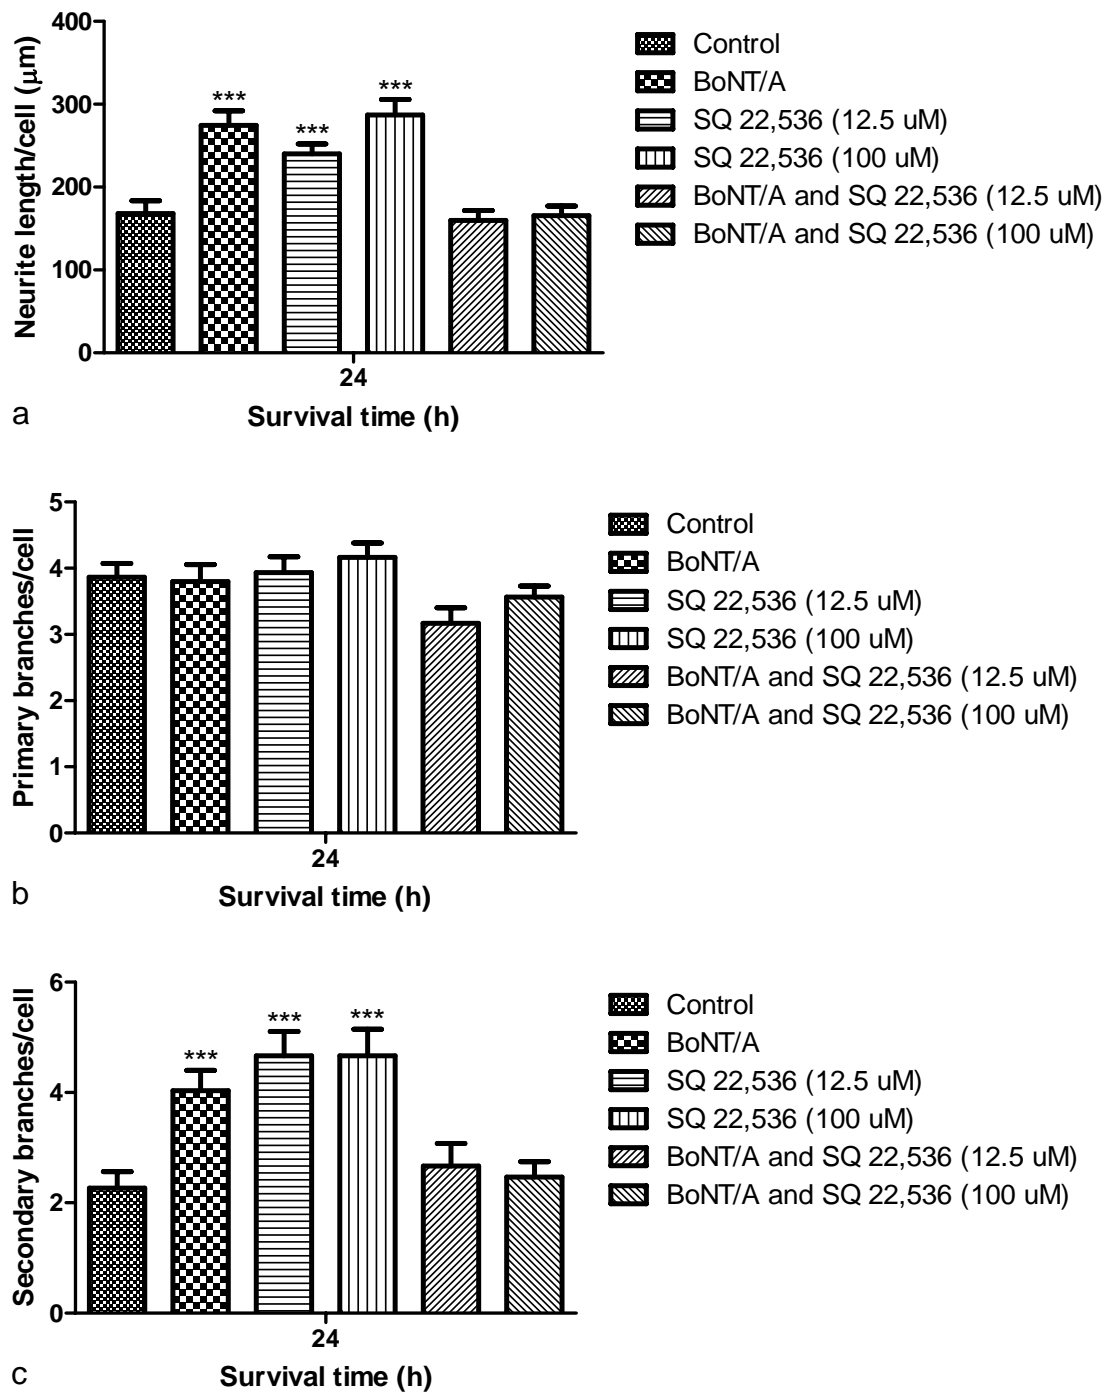 400
300
200
100
0
Neurite length/cell (μm)
***
***
***
24
Survival time (h)
Control
BoNT/A
SQ 22,536 (12.5 uM)
SQ 22,536 (100 uM)
BoNT/A and SQ 22,536 (12.5 uM)
BoNT/A and SQ 22,536 (100 uM)
a
5
4
3
2
1
0
Primary branches/cell
24
Survival time (h)
Control
BoNT/A
SQ 22,536 (12.5 uM)
SQ 22,536 (100 uM)
BoNT/A and SQ 22,536 (12.5 uM)
BoNT/A and SQ 22,536 (100 uM)
b
6
4
2
0
Secondary branches/cell
***
***
***
24
Survival time (h)
Control
BoNT/A
SQ 22,536 (12.5 uM)
SQ 22,536 (100 uM)
BoNT/A and SQ 22,536 (12.5 uM)
BoNT/A and SQ 22,536 (100 uM)
c